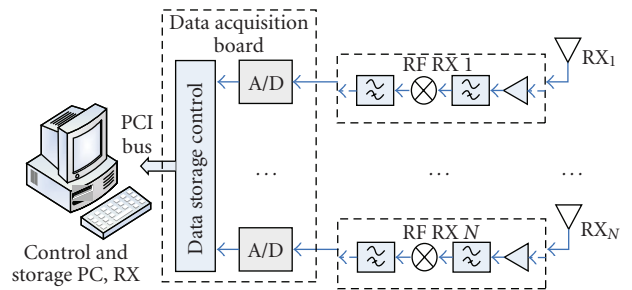 Data acquisition
board
RF RX 1
RX1
A/D
PCI
bus
Data storage control
...
...
...
RF RX N
RXN
A/D
Control and
storage PC, RX